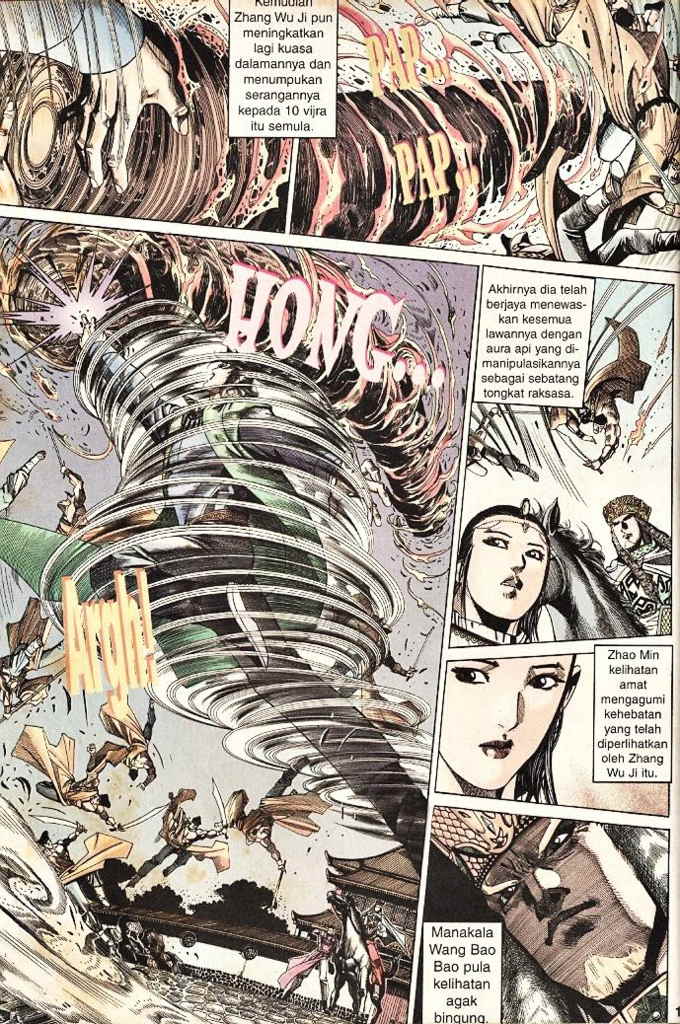 Kemudian
Zhang Wu Ji pun
meningkatkan
lagi kuasa
dalamannya dan
menumpukan
serangannya
kepada 10 vijra
itu semula.
PAP...
PAP...
HONG...
Akhirnya dia telah
berjaya menewas-
kan kesemua
lawannya dengan
aura api yang di-
manipulasikannya
sebagai sebatang
tongkat raksasa.
Argh!
Zhao Min
kelihatan
amat
mengagumi
kehebatan
yang telah
diperlihatkan
oleh Zhang
Wu Ji itu.
Manakala
Wang Bao
Bao pula
kelihatan
agak
bingung.